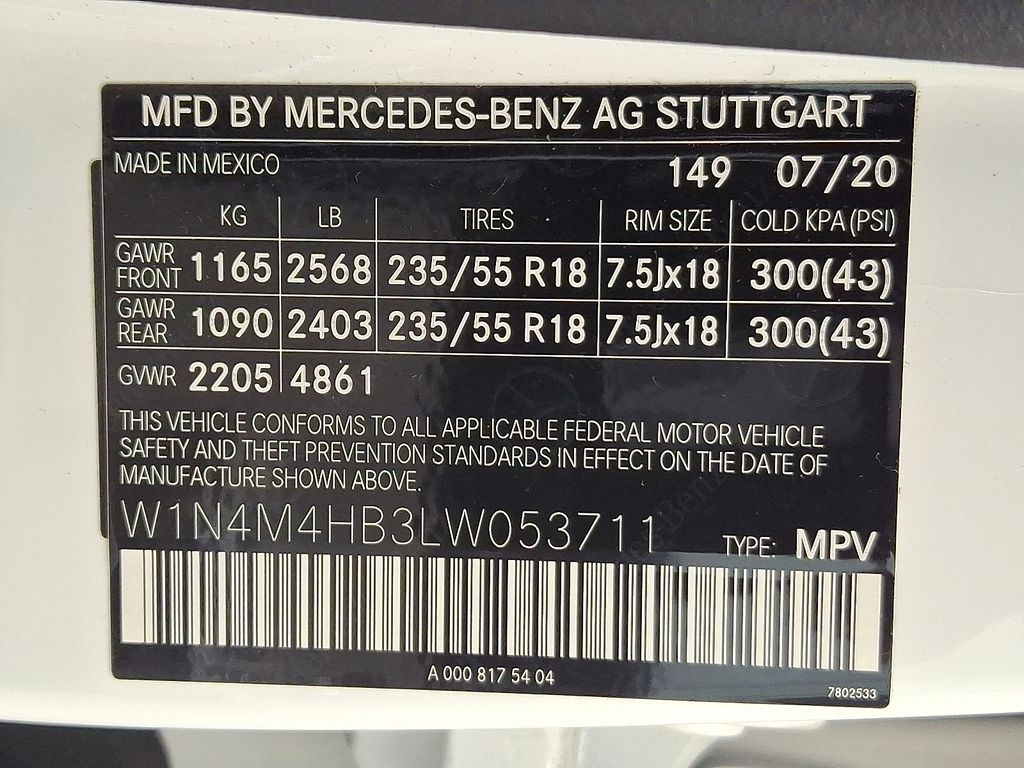 MFD BY MERCEDES-BENZ AG STUTTGART
MADE IN MEXICO 149 07/20
KG LB TIRES RIM SIZE COLD KPA (PSI)
GAWR FRONT 1165 2568 235/55 R18 7.5Jx18 300(43)
GAWR REAR 1090 2403 235/55 R18 7.5Jx18 300(43)
GVWR 2205 4861
THIS VEHICLE CONFORMS TO ALL APPLICABLE FEDERAL MOTOR VEHICLE
SAFETY AND THEFT PREVENTION STANDARDS IN EFFECT ON THE DATE OF
MANUFACTURE SHOWN ABOVE.
W1N4M4HB3LW053711 TYPE: MPV
A 000 817 54 04
7802533